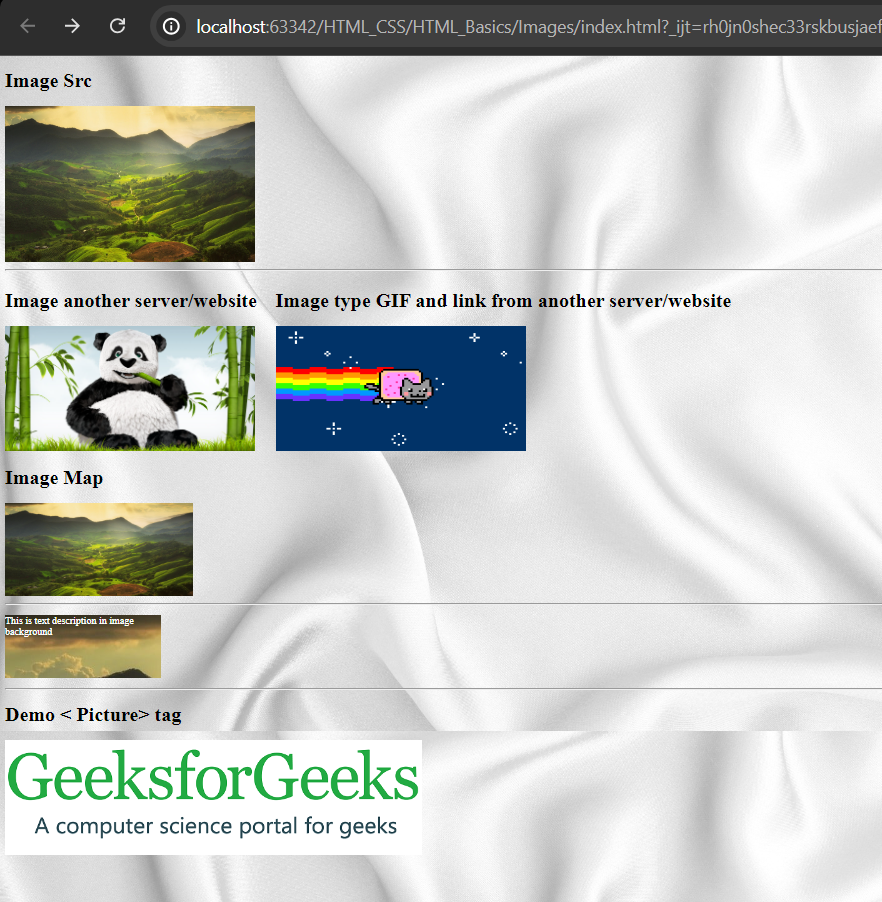 localhost:63342/HTML_CSS/HTML_Basics/Images/index.html?_ijt=rh0jn0shec33rskbusjaef
Image Src
Image another server/website
Image type GIF and link from another server/website
Image Map
This is text description in image
background
Demo < Picture> tag
GeeksforGeeks
A computer science portal for geeks